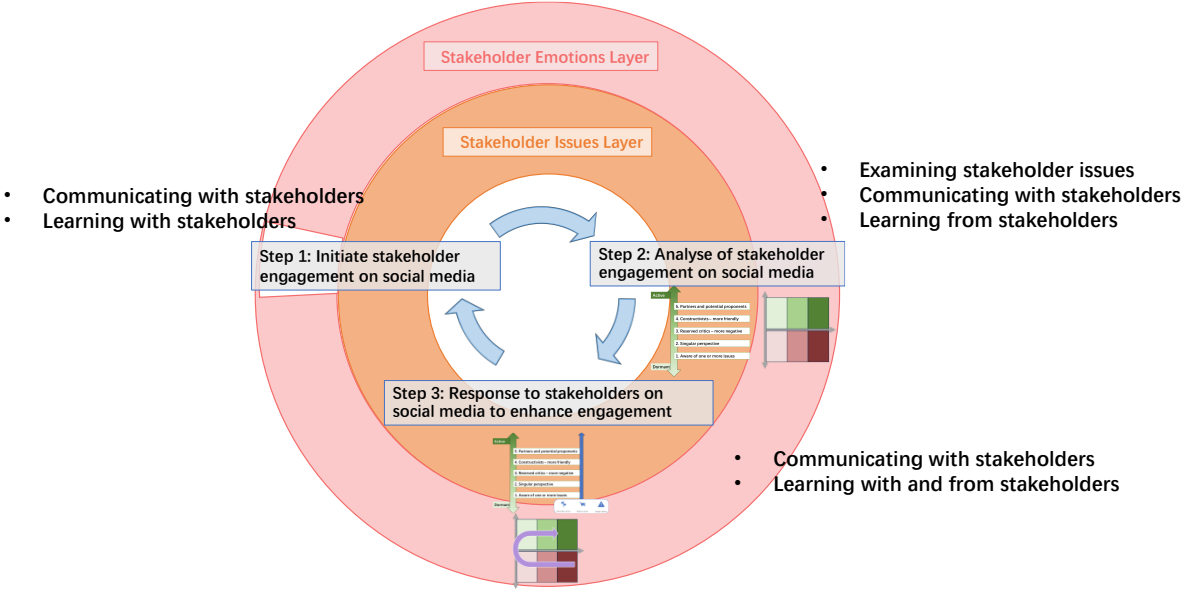 Stakeholder Emotions Layer
Stakeholder Issues Layer
• Communicating with stakeholders
• Learning with stakeholders
• Examining stakeholder issues
• Communicating with stakeholders
• Learning from stakeholders
Step 1: Initiate stakeholder
engagement on social media
Step 2: Analyse of stakeholder
engagement on social media
Active
5. Partners and potential proponents
4. Constructivists – more friendly
3. Reserved critics – more negative
2. Singular perspective
1. Aware of one or more issue
Dormant
Step 3: Response to stakeholders on
social media to enhance engagement
Active
5. Partners and potential proponents
4. Constructivists – more friendly
3. Reserved critics – more negative
2. Singular perspective
1. Aware of one or more issue
Dormant
• Communicating with stakeholders
• Learning with and from stakeholders